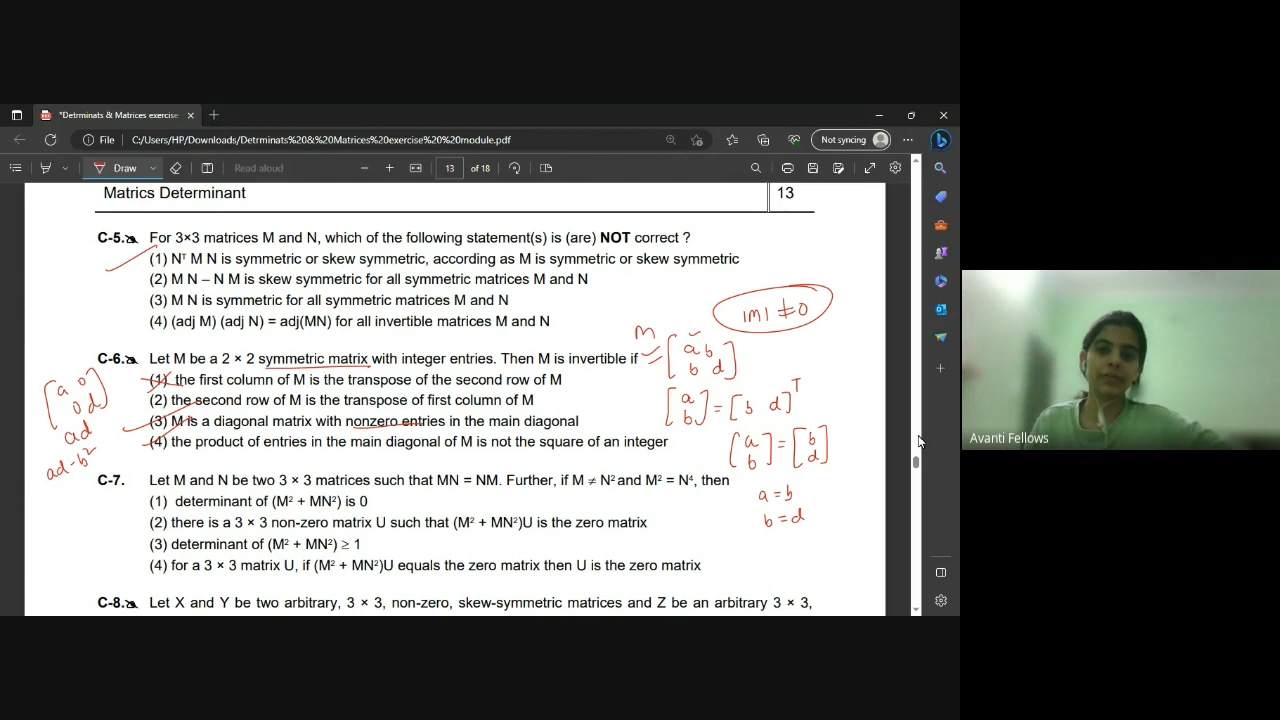 *Detrminats & Matrices exercise
File C:/Users/HP/Downloads/Detrminats%20&%20Matrices%20exercise%20%20module.pdf
Not syncing
Draw Read aloud 13 of 18
Matrics Determinant 13
C-5. For 3×3 matrices M and N, which of the following statement(s) is (are) NOT correct ?
(1) Nᵀ M N is symmetric or skew symmetric, according as M is symmetric or skew symmetric
(2) M N – N M is skew symmetric for all symmetric matrices M and N
(3) M N is symmetric for all symmetric matrices M and N
(4) (adj M) (adj N) = adj(MN) for all invertible matrices M and N
|M| ≠ 0
C-6. Let M be a 2 × 2 symmetric matrix with integer entries. Then M is invertible if
(1) the first column of M is the transpose of the second row of M
(2) the second row of M is the transpose of first column of M
(3) M is a diagonal matrix with nonzero entries in the main diagonal
(4) the product of entries in the main diagonal of M is not the square of an integer
M
[a b
b d]
[a
b] = [b d]ᵀ
[a
b] = [b
d]
a = b
b = d
[a 0
0 d]
ad
ad-b²
C-7. Let M and N be two 3 × 3 matrices such that MN = NM. Further, if M ≠ N² and M² = N⁴, then
(1) determinant of (M² + MN²) is 0
(2) there is a 3 × 3 non-zero matrix U such that (M² + MN²)U is the zero matrix
(3) determinant of (M² + MN²) ≥ 1
(4) for a 3 × 3 matrix U, if (M² + MN²)U equals the zero matrix then U is the zero matrix
C-8. Let X and Y be two arbitrary, 3 × 3, non-zero, skew-symmetric matrices and Z be an arbitrary 3 × 3,
Avanti Fellows